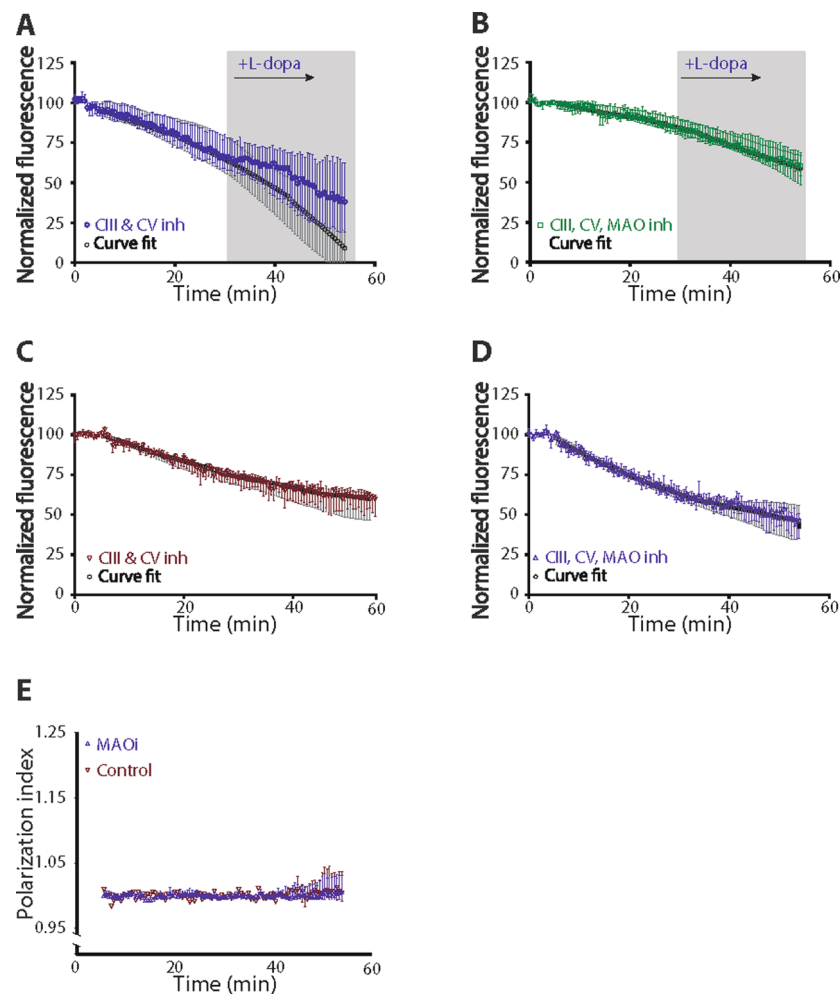 A
Normalized fluorescence
125
100
75
50
25
0
+L-dopa
CIII & CV inh
Curve fit
0
20
40
60
Time (min)
B
Normalized fluorescence
125
100
75
50
25
0
+L-dopa
CIII, CV, MAO inh
Curve fit
0
20
40
60
Time (min)
C
Normalized fluorescence
125
100
75
50
25
0
CIII & CV inh
Curve fit
0
20
40
60
Time (min)
D
Normalized fluorescence
125
100
75
50
25
0
CIII, CV, MAO inh
Curve fit
0
20
40
60
Time (min)
E
Polarization index
1.25
1.15
1.05
0.95
MAOi
Control
0
20
40
60
Time (min)